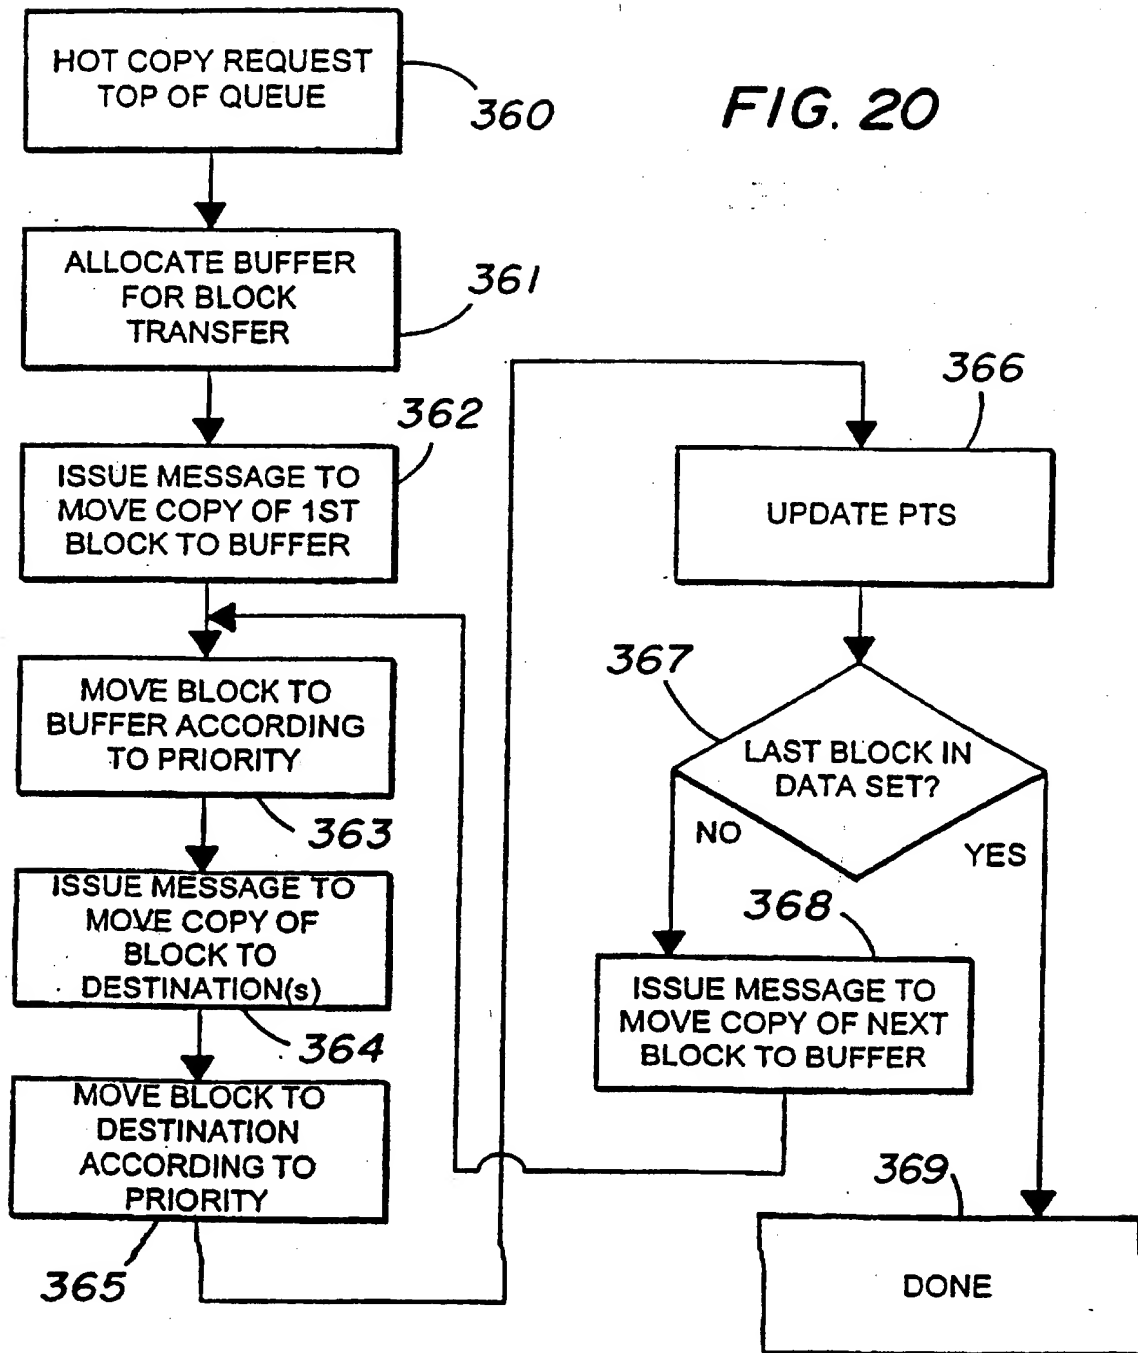 HOT COPY REQUEST
TOP OF QUEUE
360
FIG. 20
ALLOCATE BUFFER
FOR BLOCK
TRANSFER
361
ISSUE MESSAGE TO
MOVE COPY OF 1ST
BLOCK TO BUFFER
362
MOVE BLOCK TO
BUFFER ACCORDING
TO PRIORITY
363
ISSUE MESSAGE TO
MOVE COPY OF
BLOCK TO
DESTINATION(s)
364
MOVE BLOCK TO
DESTINATION
ACCORDING TO
PRIORITY
365
366
UPDATE PTS
367
LAST BLOCK IN
DATA SET?
NO
YES
368
ISSUE MESSAGE TO
MOVE COPY OF NEXT
BLOCK TO BUFFER
369
DONE